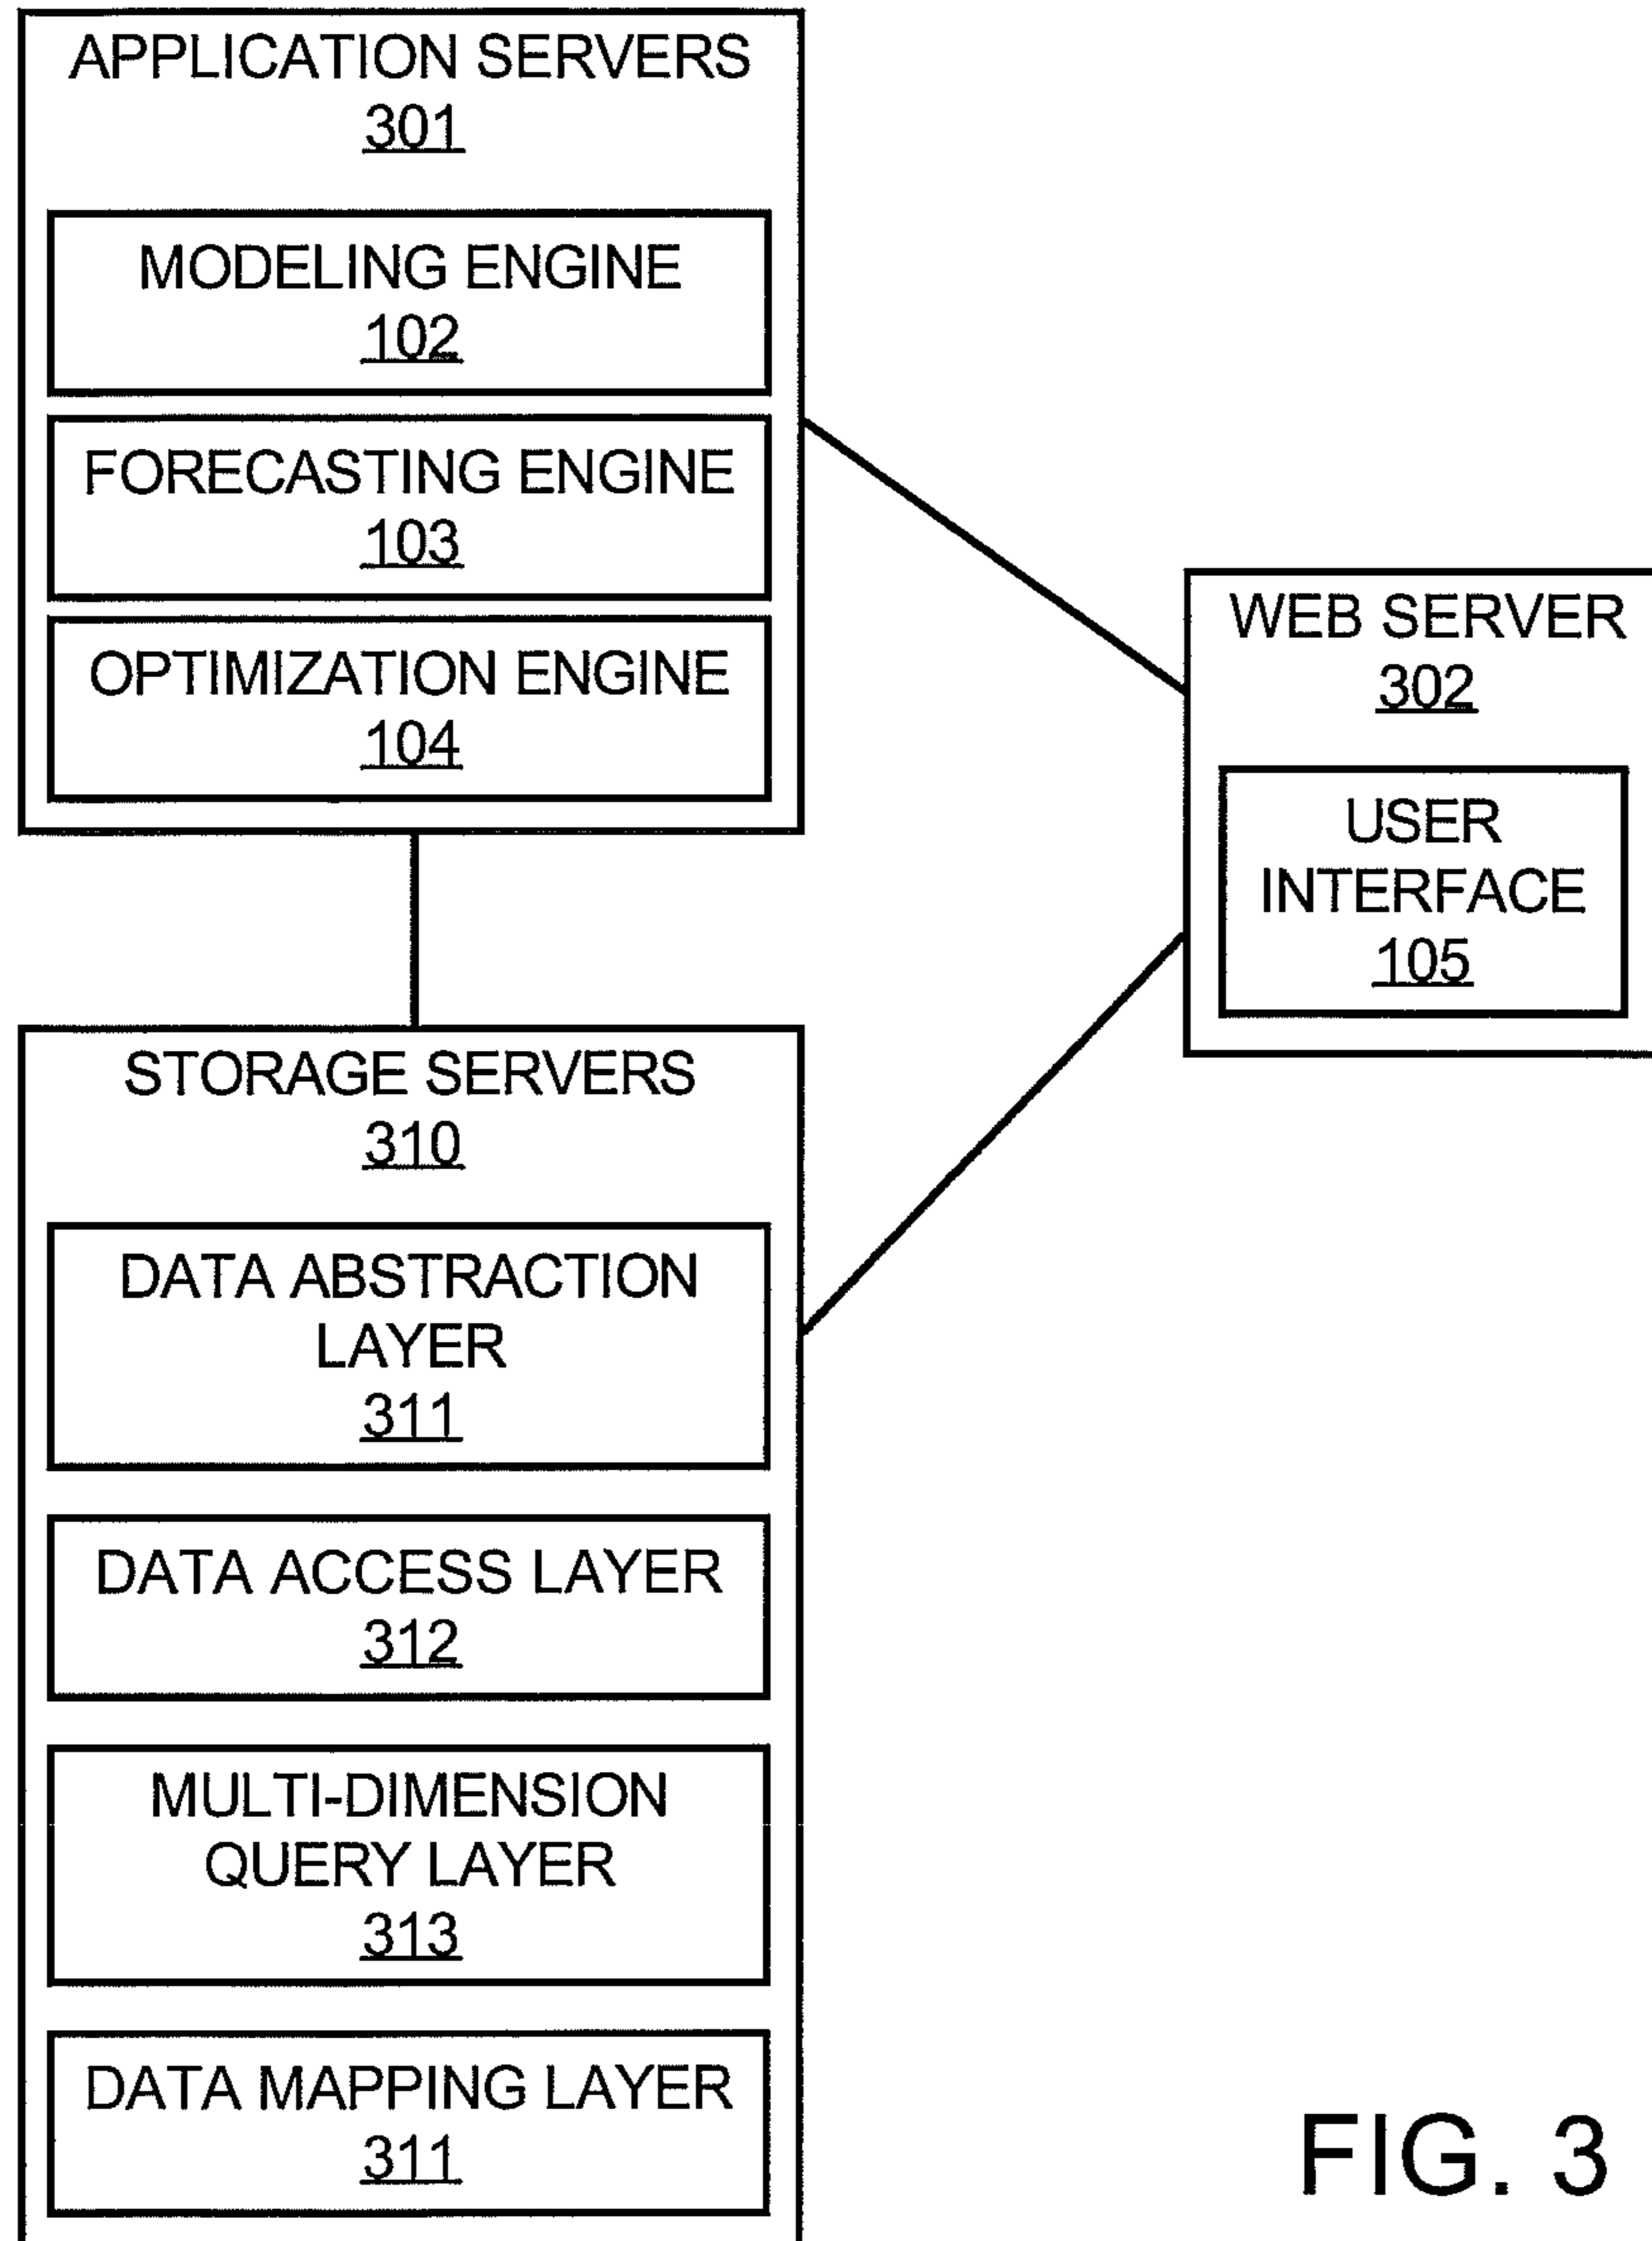 APPLICATION SERVERS
301
MODELING ENGINE
102
FORECASTING ENGINE
103
OPTIMIZATION ENGINE
104
WEB SERVER
302
USER
INTERFACE
105
STORAGE SERVERS
310
DATA ABSTRACTION
LAYER
311
DATA ACCESS LAYER
312
MULTI-DIMENSION
QUERY LAYER
313
DATA MAPPING LAYER
311
FIG. 3